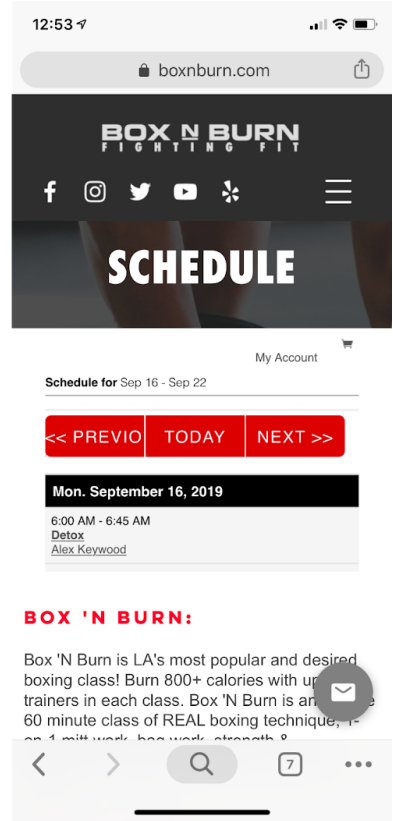 12:53
boxnburn.com
BOX N BURN
FIGHTING FIT
SCHEDULE
My Account
Schedule for Sep 16 - Sep 22
<< PREVIO
TODAY
NEXT >>
Mon. September 16, 2019
6:00 AM - 6:45 AM
Detox
Alex Keywood
BOX 'N BURN:
Box 'N Burn is LA's most popular and desired
boxing class! Burn 800+ calories with up
trainers in each class. Box 'N Burn is an
60 minute class of REAL boxing technique, 1-
on-1 mitt work, bag work, strength &
7